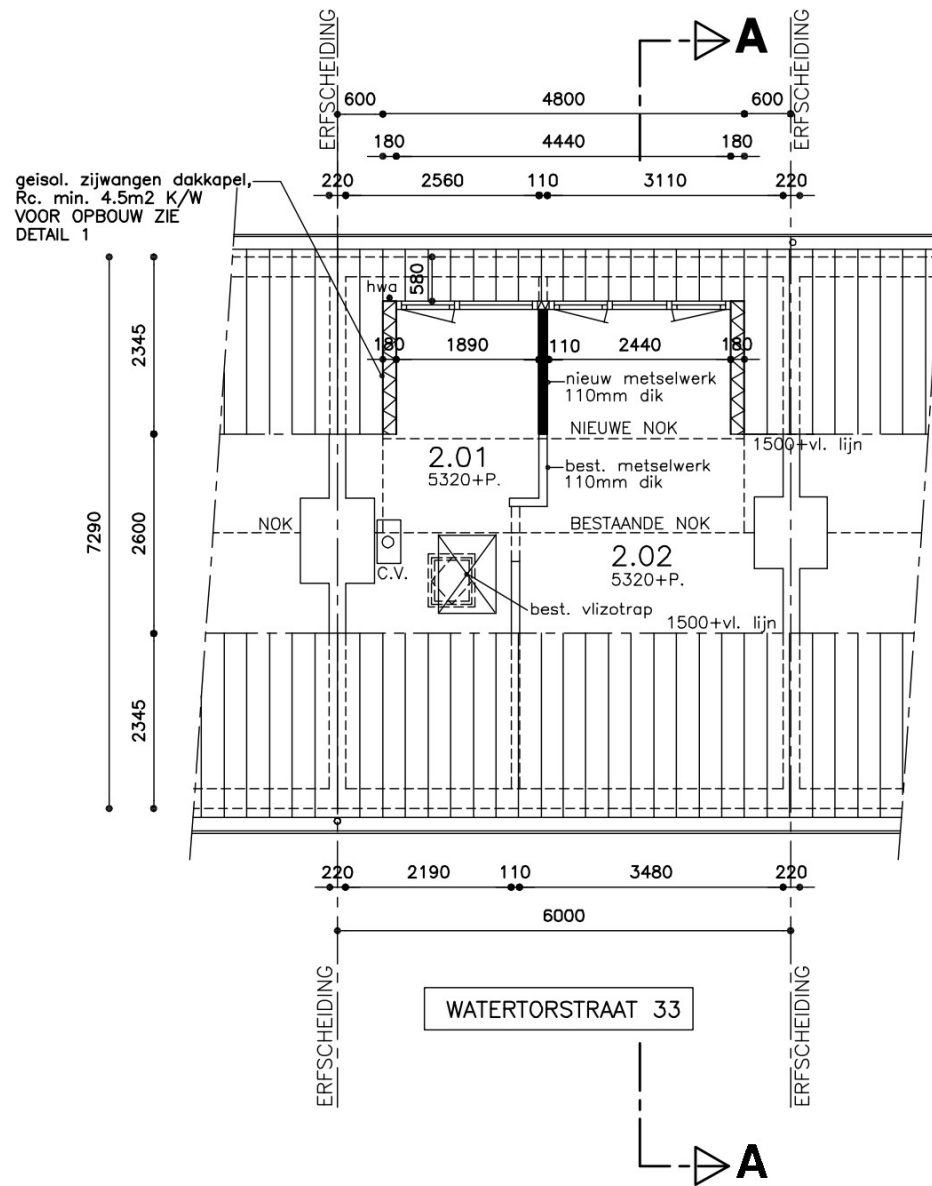 A
ERFSCHEIDING
ERFSCHEIDING
600 4800 600
180 4440 180
220 2560 110 3110 220
geisol. zijwangen dakkapel,
Rc. min. 4.5m2 K/W
VOOR OPBOUW ZIE
DETAIL 1
580
hwa
180 1890 110 2440 180
nieuw metselwerk
110mm dik
NIEUWE NOK
1500+vl. lijn
2.01
5320+P.
best. metselwerk
110mm dik
2345
7290
2600
2345
NOK
BESTAANDE NOK
2.02
5320+P.
C.V.
best. vlizotrap
1500+vl. lijn
220 2190 110 3480 220
6000
ERFSCHEIDING
ERFSCHEIDING
WATERTORSTRAAT 33
A